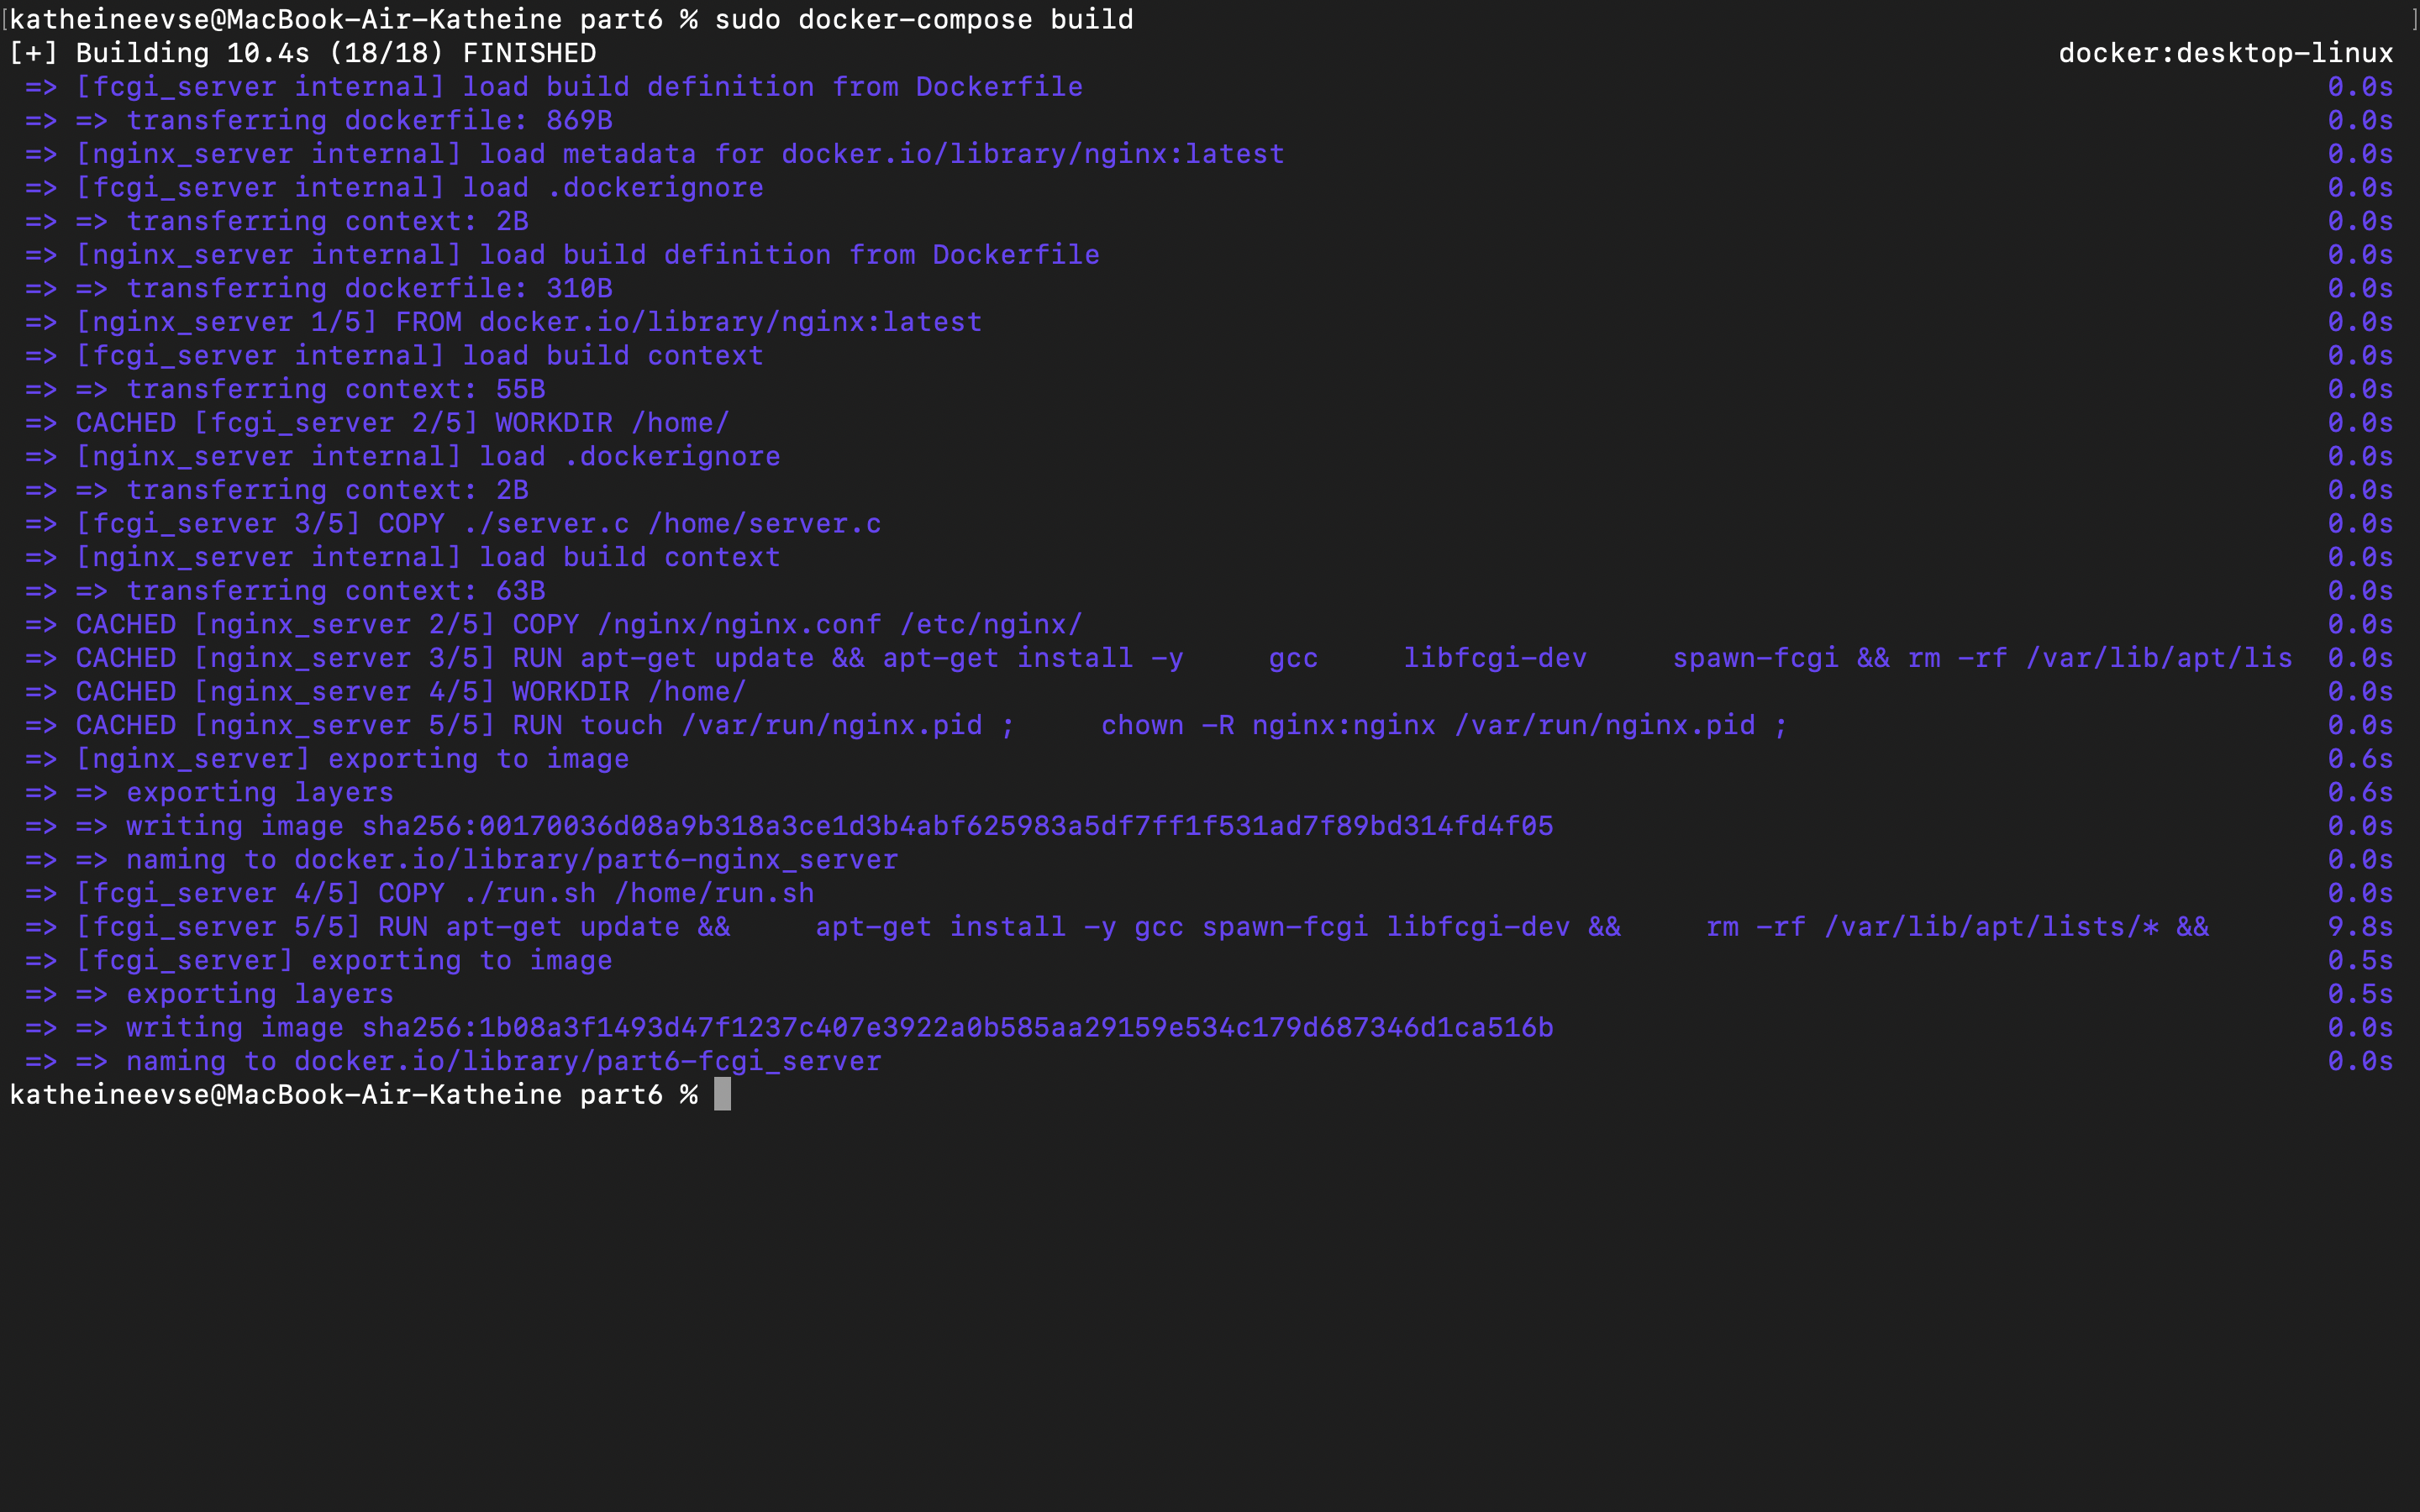 [katheineevse@MacBook-Air-Katheine part6 % sudo docker-compose build ]
[+] Building 10.4s (18/18) FINISHED docker:desktop-linux
=> [fcgi_server internal] load build definition from Dockerfile 0.0s
=> => transferring dockerfile: 869B 0.0s
=> [nginx_server internal] load metadata for docker.io/library/nginx:latest 0.0s
=> [fcgi_server internal] load .dockerignore 0.0s
=> => transferring context: 2B 0.0s
=> [nginx_server internal] load build definition from Dockerfile 0.0s
=> => transferring dockerfile: 310B 0.0s
=> [nginx_server 1/5] FROM docker.io/library/nginx:latest 0.0s
=> [fcgi_server internal] load build context 0.0s
=> => transferring context: 55B 0.0s
=> CACHED [fcgi_server 2/5] WORKDIR /home/ 0.0s
=> [nginx_server internal] load .dockerignore 0.0s
=> => transferring context: 2B 0.0s
=> [fcgi_server 3/5] COPY ./server.c /home/server.c 0.0s
=> [nginx_server internal] load build context 0.0s
=> => transferring context: 63B 0.0s
=> CACHED [nginx_server 2/5] COPY /nginx/nginx.conf /etc/nginx/ 0.0s
=> CACHED [nginx_server 3/5] RUN apt-get update && apt-get install -y     gcc     libfcgi-dev     spawn-fcgi && rm -rf /var/lib/apt/lis 0.0s
=> CACHED [nginx_server 4/5] WORKDIR /home/ 0.0s
=> CACHED [nginx_server 5/5] RUN touch /var/run/nginx.pid ;     chown -R nginx:nginx /var/run/nginx.pid ; 0.0s
=> [nginx_server] exporting to image 0.6s
=> => exporting layers 0.6s
=> => writing image sha256:00170036d08a9b318a3ce1d3b4abf625983a5df7ff1f531ad7f89bd314fd4f05 0.0s
=> => naming to docker.io/library/part6-nginx_server 0.0s
=> [fcgi_server 4/5] COPY ./run.sh /home/run.sh 0.0s
=> [fcgi_server 5/5] RUN apt-get update &&     apt-get install -y gcc spawn-fcgi libfcgi-dev &&     rm -rf /var/lib/apt/lists/* && 9.8s
=> [fcgi_server] exporting to image 0.5s
=> => exporting layers 0.5s
=> => writing image sha256:1b08a3f1493d47f1237c407e3922a0b585aa29159e534c179d687346d1ca516b 0.0s
=> => naming to docker.io/library/part6-fcgi_server 0.0s
katheineevse@MacBook-Air-Katheine part6 %